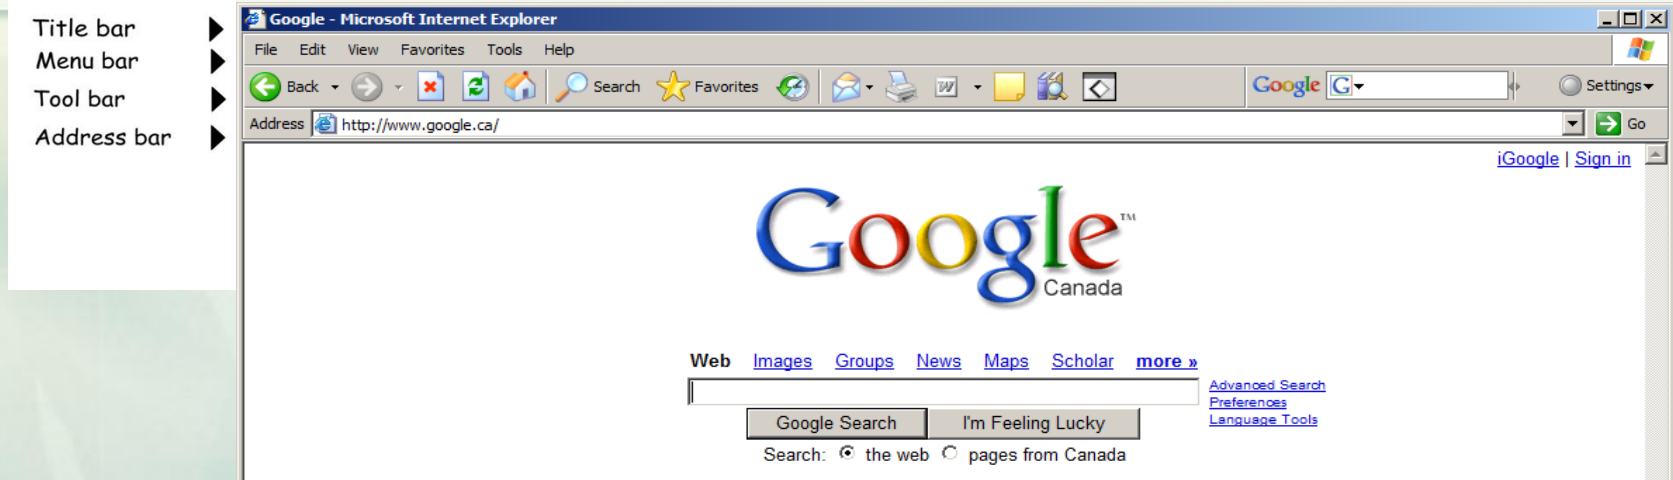 Title bar
Menu bar
Tool bar
Address bar
Google - Microsoft Internet Explorer
File Edit View Favorites Tools Help
Back Search Favorites W Google G Settings
Address http://www.google.ca/ Go
iGoogle | Sign in
Google™
Canada
Web Images Groups News Maps Scholar more »
Advanced Search
Preferences
Language Tools
Google Search I'm Feeling Lucky
Search: the web pages from Canada